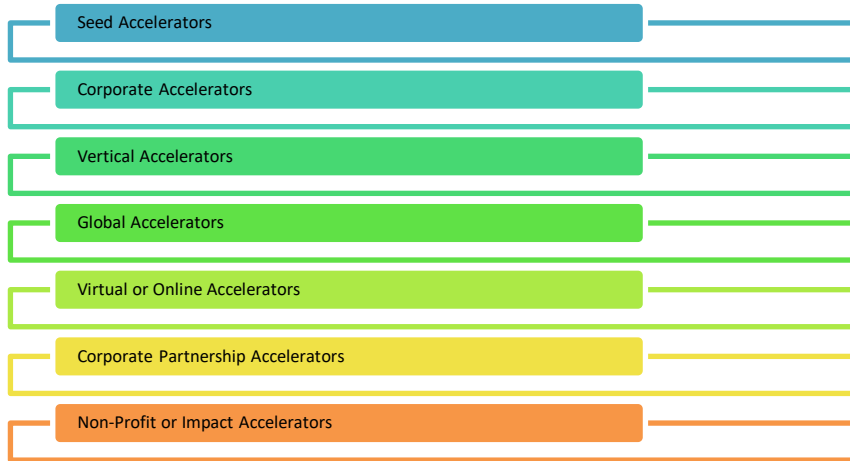 Seed Accelerators
Corporate Accelerators
Vertical Accelerators
Global Accelerators
Virtual or Online Accelerators
Corporate Partnership Accelerators
Non-Profit or Impact Accelerators